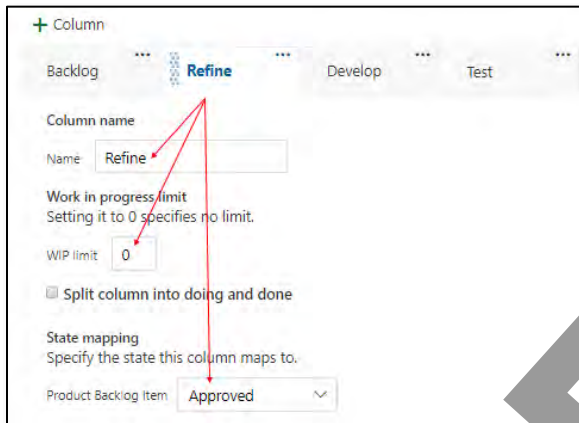 + Column
Backlog ... Refine ... Develop ... Test ...
Column name
Name Refine
Work in progress limit
Setting it to 0 specifies no limit.
WIP limit 0
Split column into doing and done
State mapping
Specify the state this column maps to.
Product Backlog Item Approved